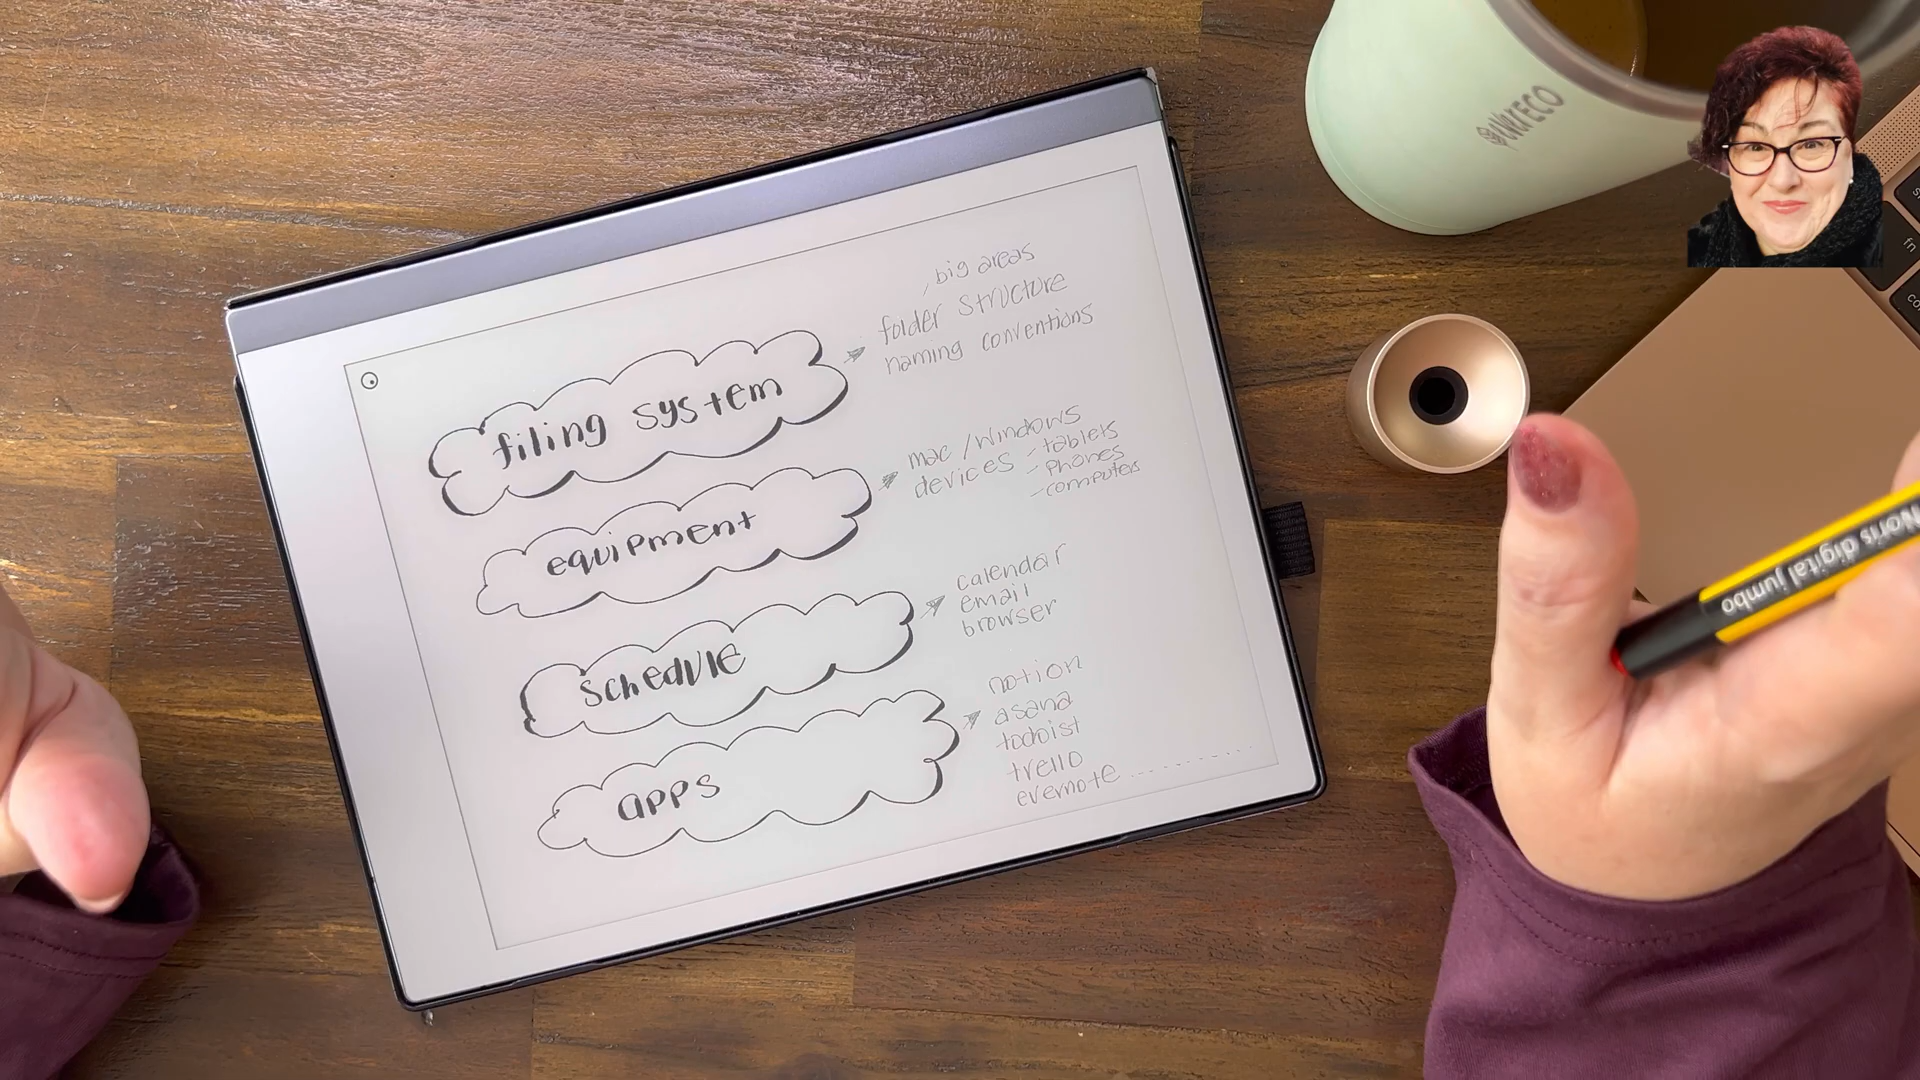 big areas
folder structure
naming conventions
filing system
mac / windows
devices - tablets
- phones
- computers
equipment
calendar
email
browser
schedule
notion
asana
todoist
trello
evernote ...........
apps
Noris digital jumbo
fn